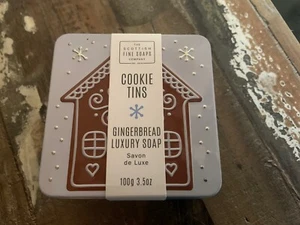 THE
SCOTTISH
FINE SOAPS
COMPANY
COOKIE
TINS
GINGERBREAD
LUXURY SOAP
Savon
de Luxe
100g 3.5oz